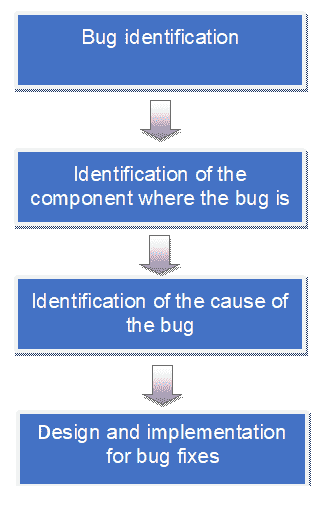 Bug identification
Identification of the
component where the bug is
Identification of the cause of
the bug
Design and implementation
for bug fixes